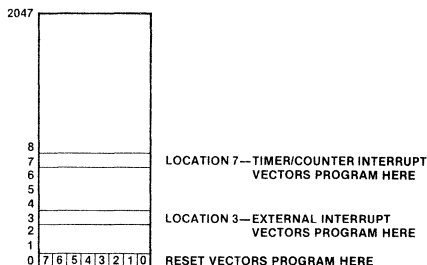 2047
8
7 LOCATION 7—TIMER/COUNTER INTERRUPT
6 VECTORS PROGRAM HERE
5
4
3 LOCATION 3—EXTERNAL INTERRUPT
2 VECTORS PROGRAM HERE
1
0 7 6 5 4 3 2 1 0 RESET VECTORS PROGRAM HERE